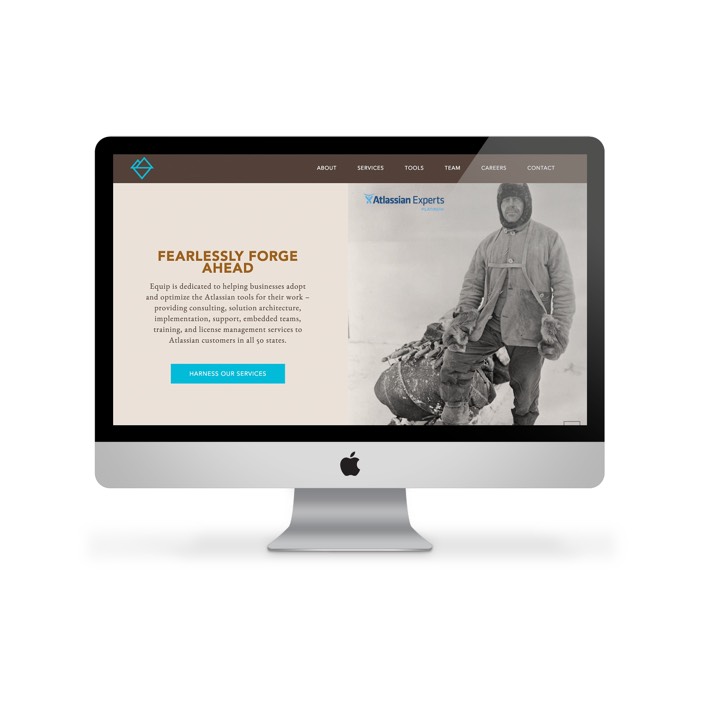 ABOUT SERVICES TOOLS TEAM CAREERS CONTACT
Atlassian Experts
PLATINUM
FEARLESSLY FORGE
AHEAD
Equip is dedicated to helping businesses adopt
and optimize the Atlassian tools for their work –
providing consulting, solution architecture,
implementation, support, embedded teams,
training, and license management services to
Atlassian customers in all 50 states.
HARNESS OUR SERVICES